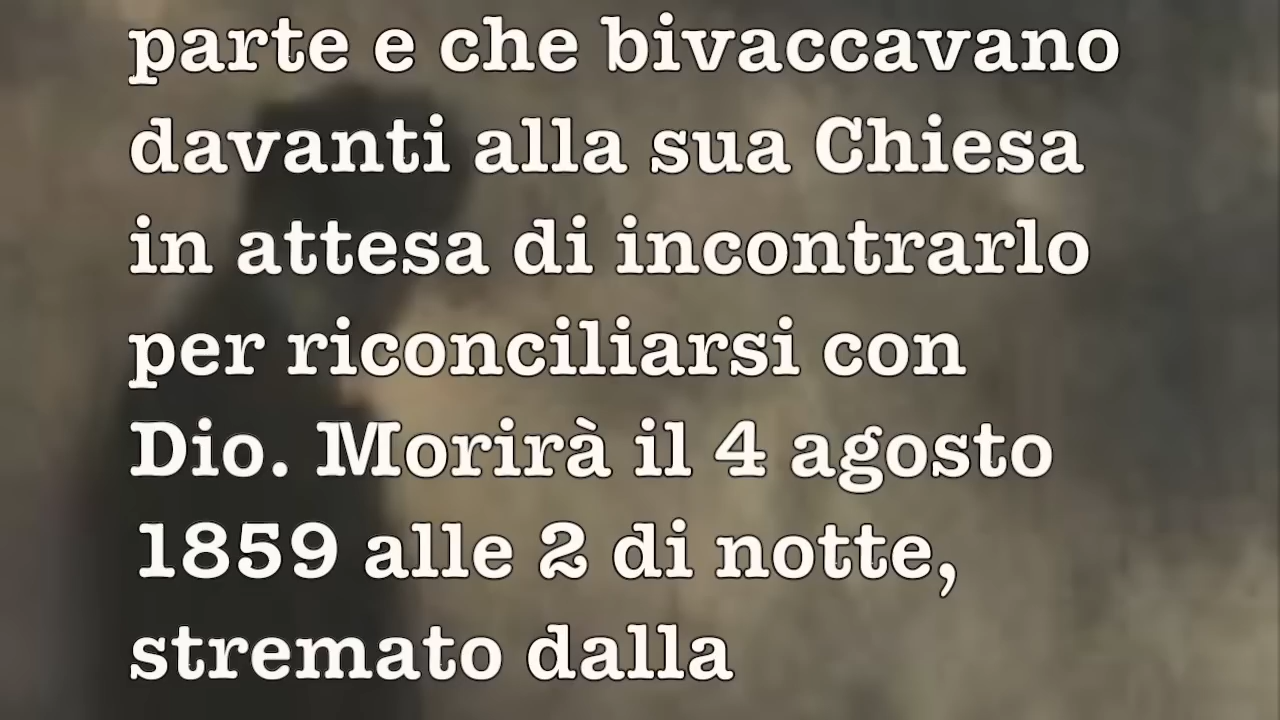 parte e che bivaccavano
davanti alla sua Chiesa
in attesa di incontrarlo
per riconciliarsi con
Dio. Morirà il 4 agosto
1859 alle 2 di notte,
stremato dalla